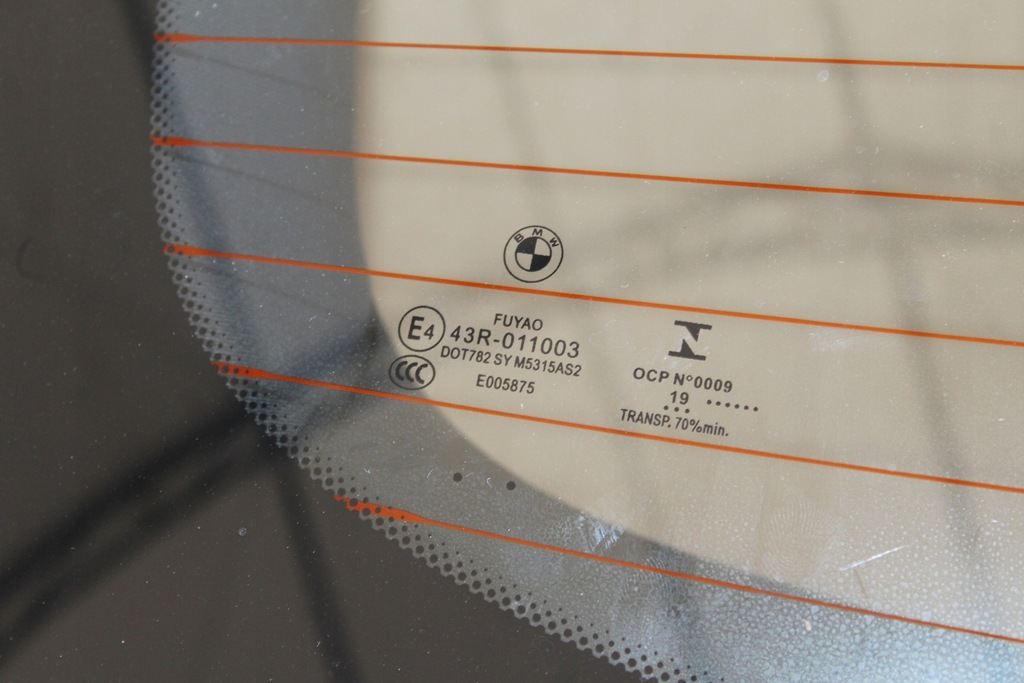 BMW
E4
FUYAO
43R-011003
DOT782 SY M5315AS2
E005875
CCC
OCP N°0009
19 ......
...
TRANSP. 70%min.